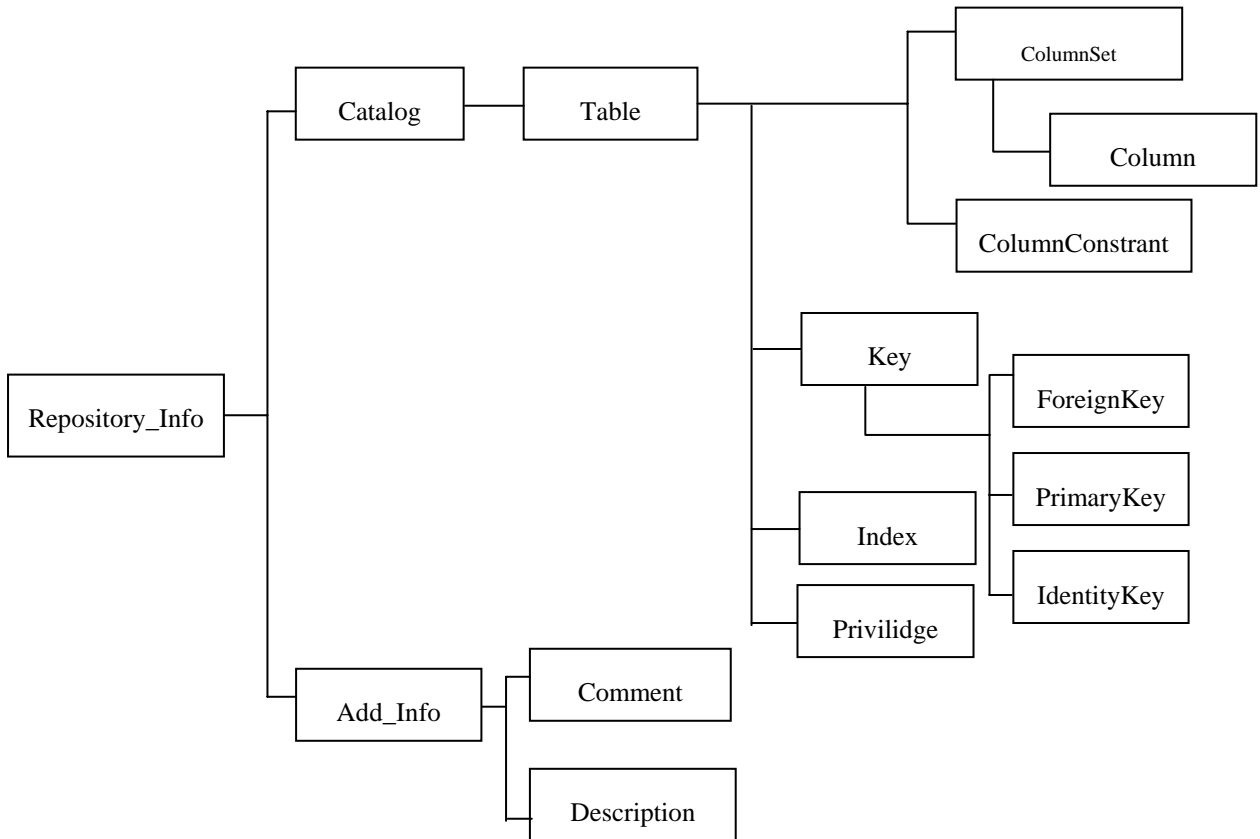 ColumnSet
Catalog
Table
Column
ColumnConstrant
Key
ForeignKey
Repository_Info
PrimaryKey
Index
IdentityKey
Privilidge
Comment
Add_Info
Description